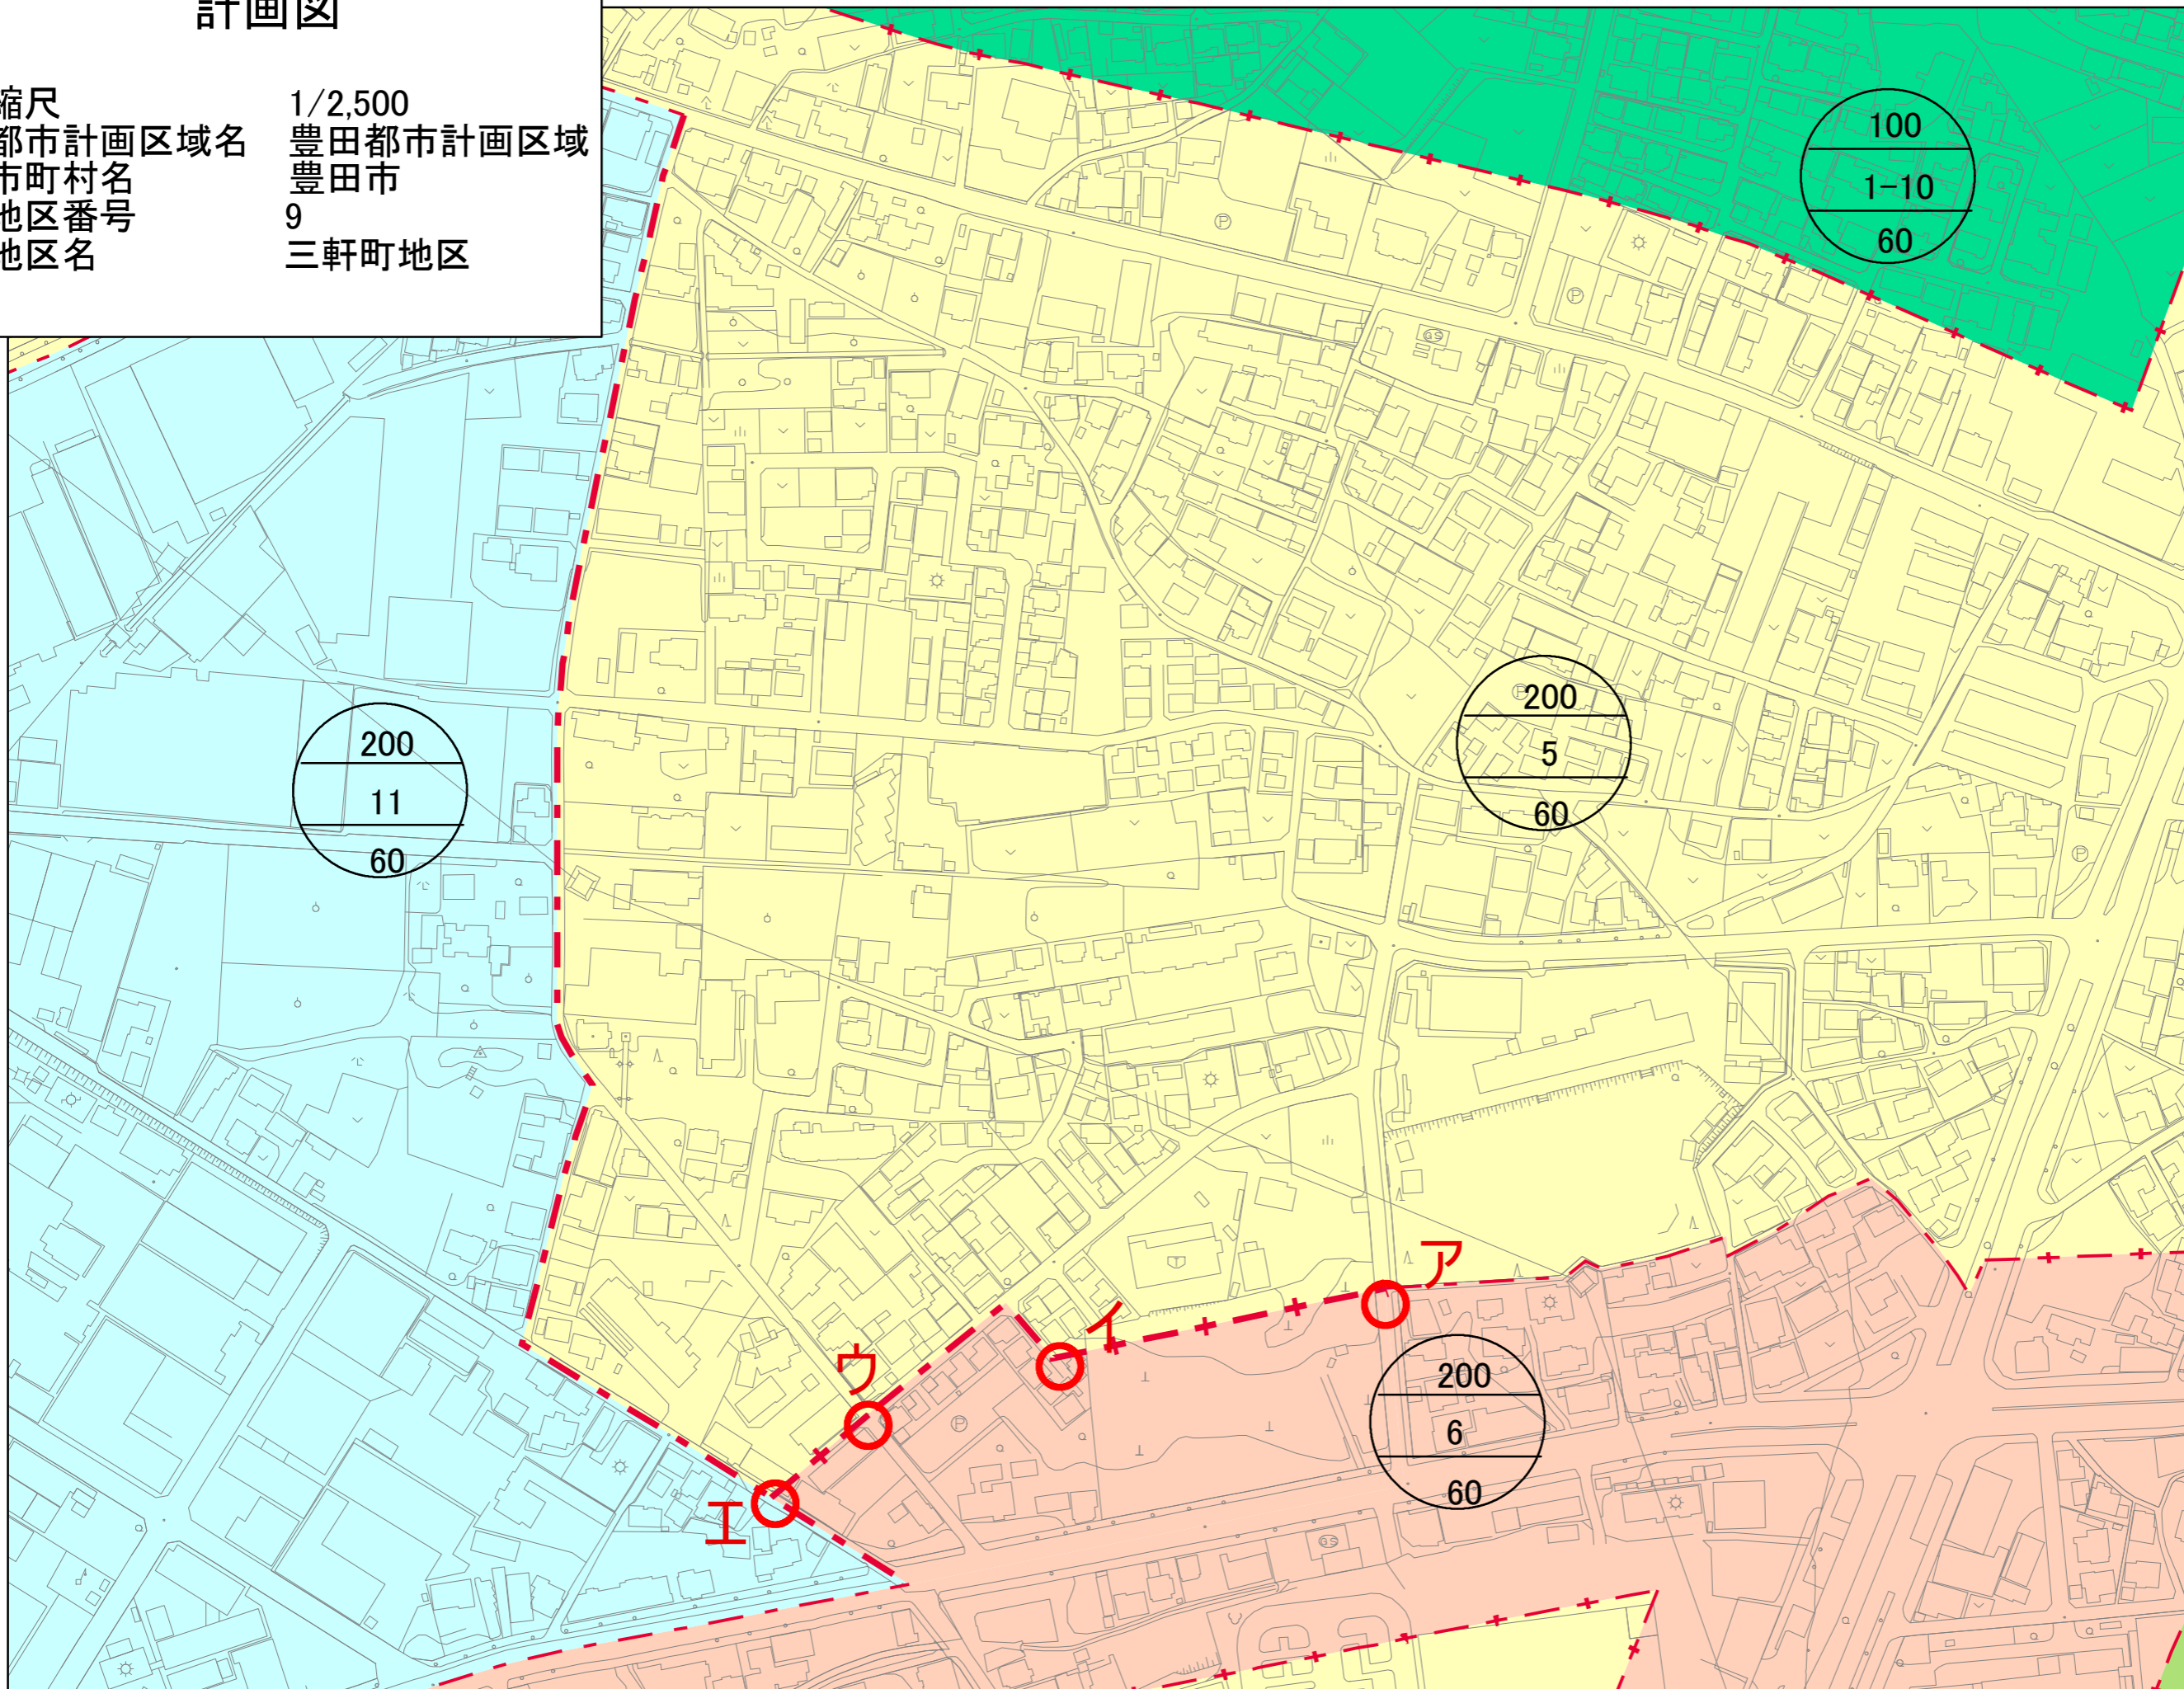 計画図
縮尺 1/2,500
都市計画区域名 豊田都市計画区域
市町村名 豊田市
地区番号 9
地区名 三軒町地区
100
1-10
60
200
5
60
200
11
60
ア
イ
ウ
エ
200
6
60
P
P
GS
P
P
P
GS